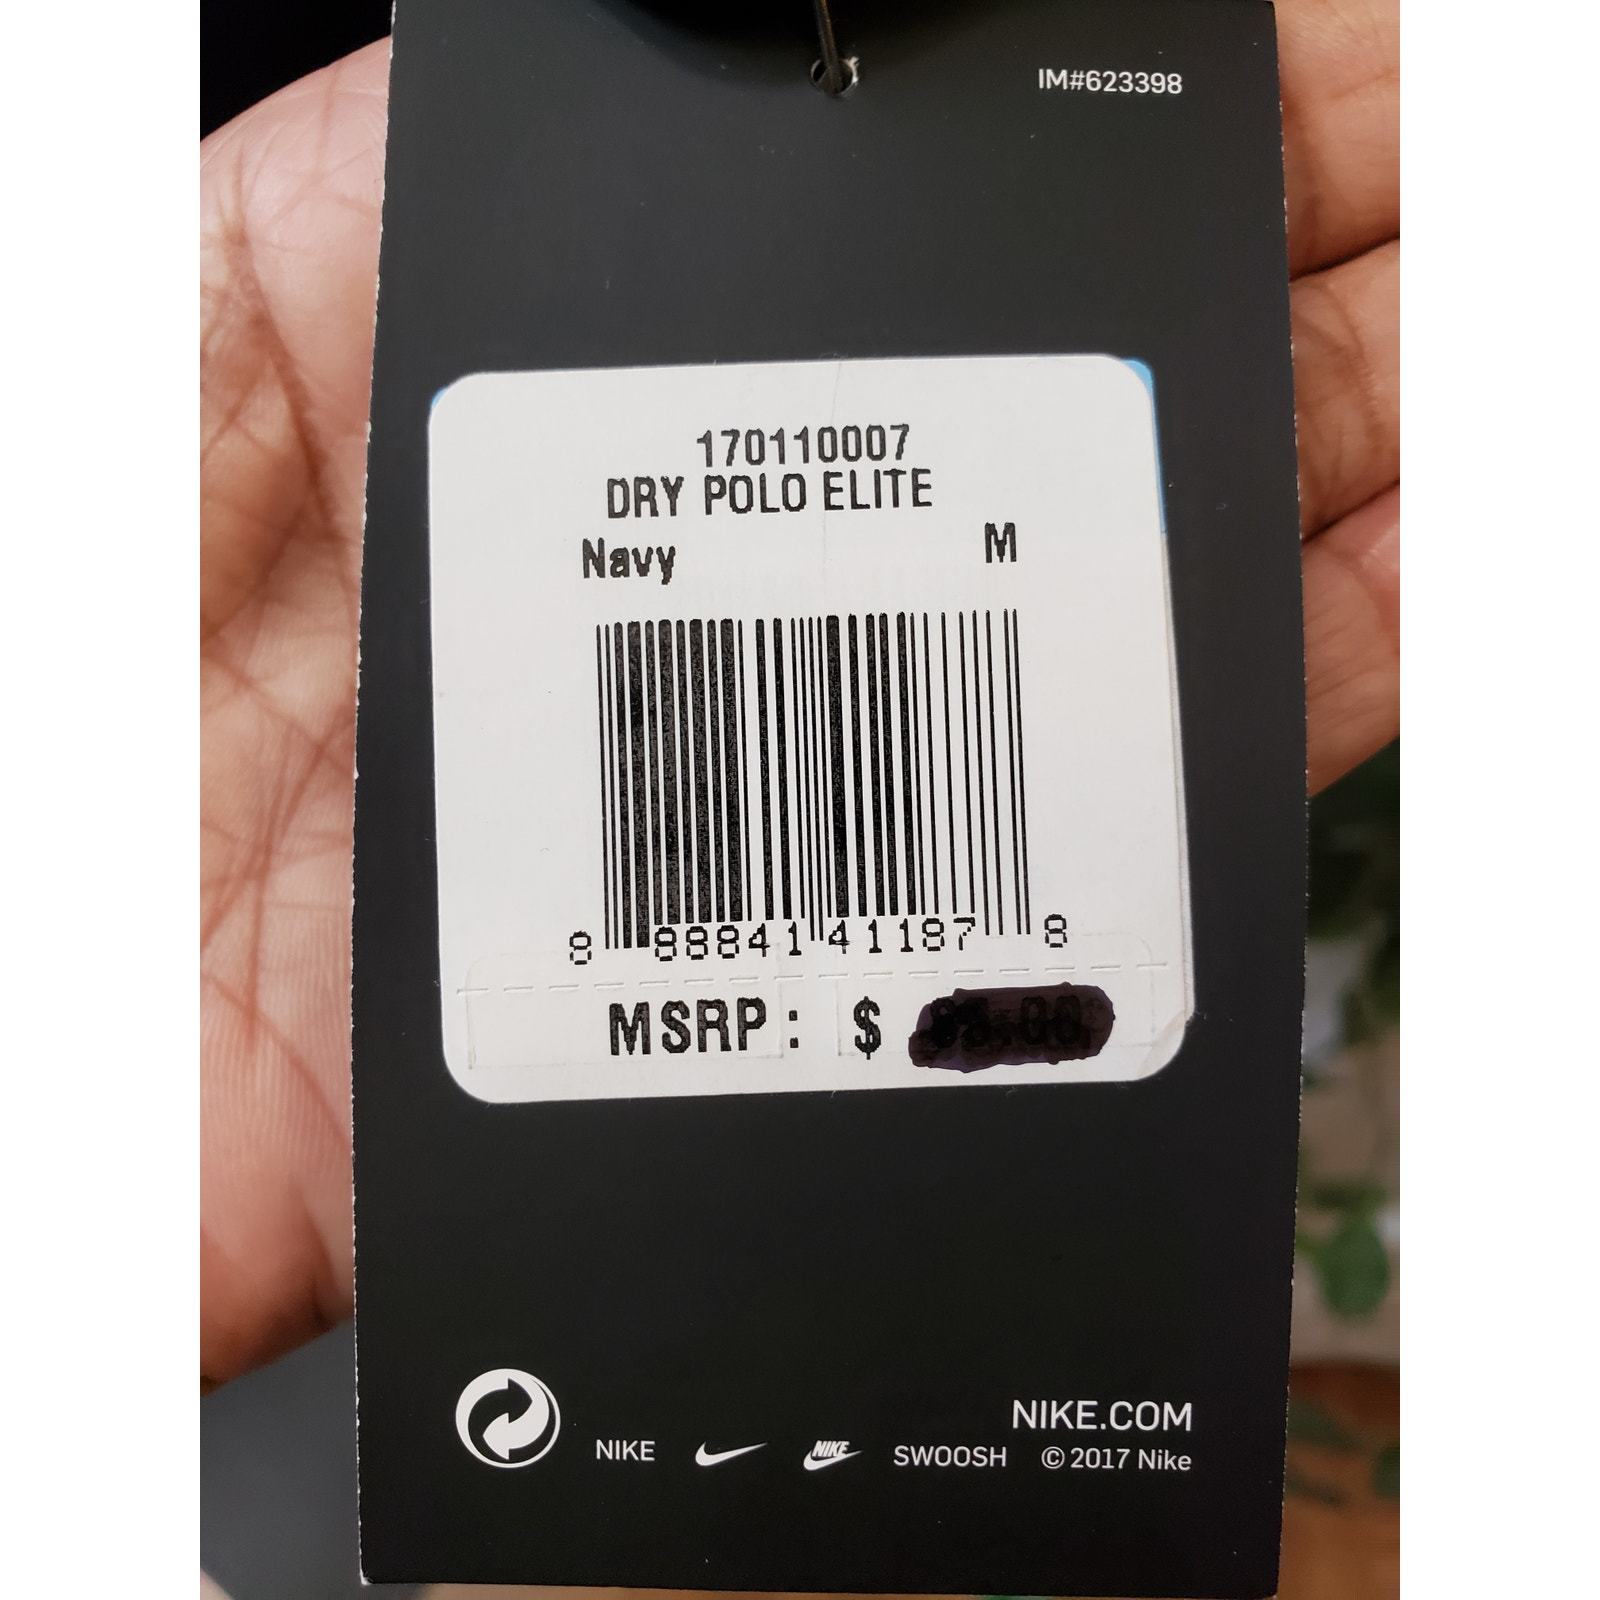 IM#623398
170110007
DRY POLO ELITE
Navy M
8 88841 41187 8
MSRP: $
NIKE.COM
NIKE NIKE SWOOSH © 2017 Nike